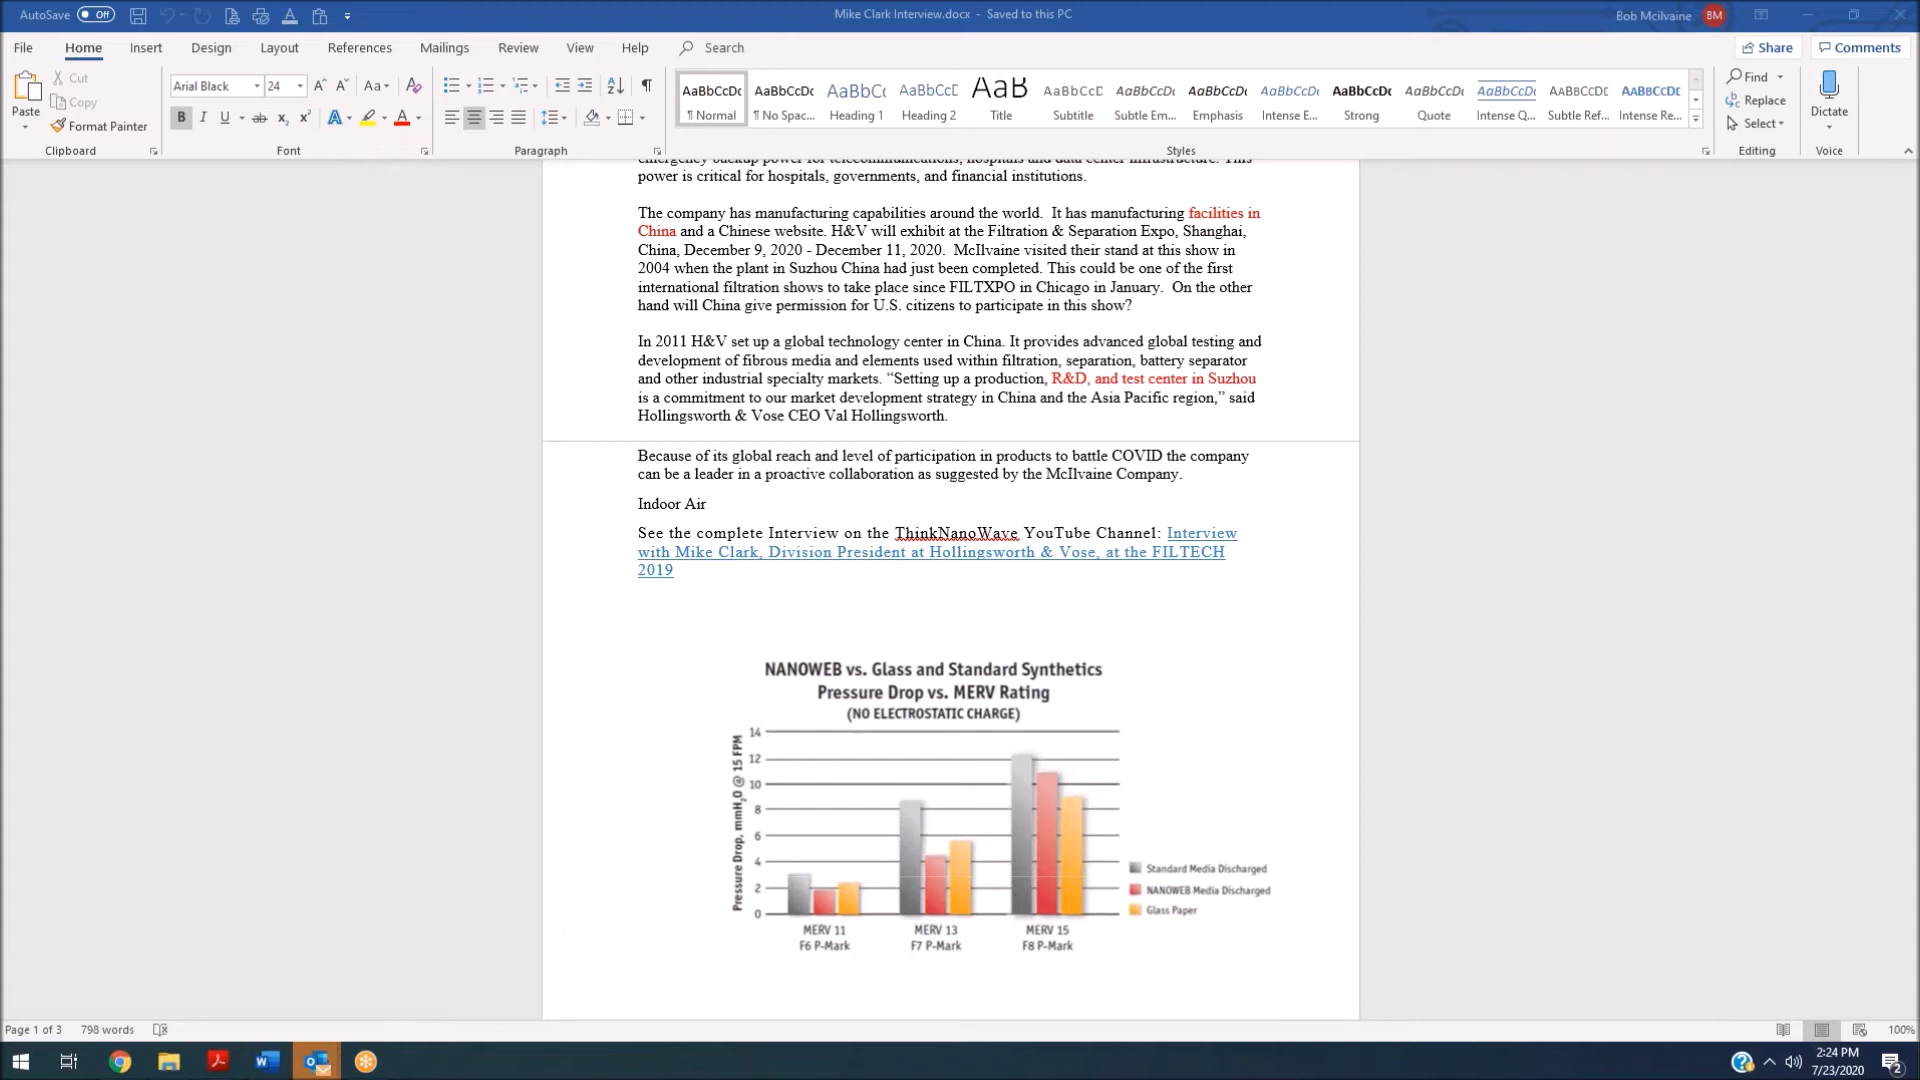 AutoSave Off
Mike Clark Interview.docx - Saved to this PC
Bob Mcilvaine BM
File Home Insert Design Layout References Mailings Review View Help Search
Share Comments
Paste
Cut
Copy
Format Painter
Clipboard
Arial Black 24
Font
Paragraph
AaBbCcDc AaBbCcDc AaBbCc AaBbCcD AaB AaBbCcD AaBbCcDc AaBbCcDc AaBbCcDc AaBbCcDc AaBbCcDc AaBbCcDc AABBCCDD AABBCCDC
¶ Normal ¶ No Spac... Heading 1 Heading 2 Title Subtitle Subtle Em... Emphasis Intense E... Strong Quote Intense Q... Subtle Ref... Intense Re...
Styles
Find
Replace
Select
Editing
Dictate
Voice
emergency backup power for telecommunications, hospitals and data center infrastructure. This
power is critical for hospitals, governments, and financial institutions.
The company has manufacturing capabilities around the world. It has manufacturing facilities in
China and a Chinese website. H&V will exhibit at the Filtration & Separation Expo, Shanghai,
China, December 9, 2020 - December 11, 2020. McIlvaine visited their stand at this show in
2004 when the plant in Suzhou China had just been completed. This could be one of the first
international filtration shows to take place since FILTXPO in Chicago in January. On the other
hand will China give permission for U.S. citizens to participate in this show?
In 2011 H&V set up a global technology center in China. It provides advanced global testing and
development of fibrous media and elements used within filtration, separation, battery separator
and other industrial specialty markets. “Setting up a production, R&D, and test center in Suzhou
is a commitment to our market development strategy in China and the Asia Pacific region,” said
Hollingsworth & Vose CEO Val Hollingsworth.
Because of its global reach and level of participation in products to battle COVID the company
can be a leader in a proactive collaboration as suggested by the McIlvaine Company.
Indoor Air
See the complete Interview on the ThinkNanoWave YouTube Channel: Interview
with Mike Clark, Division President at Hollingsworth & Vose, at the FILTECH
2019
NANOWEB vs. Glass and Standard Synthetics
Pressure Drop vs. MERV Rating
(NO ELECTROSTATIC CHARGE)
Pressure Drop, mmH2O @ 15 FPM
14
12
10
8
6
4
2
0
Standard Media Discharged
NANOWEB Media Discharged
Glass Paper
MERV 11 MERV 13 MERV 15
F6 P-Mark F7 P-Mark F8 P-Mark
Page 1 of 3 798 words 100%
2:24 PM
7/23/2020
2